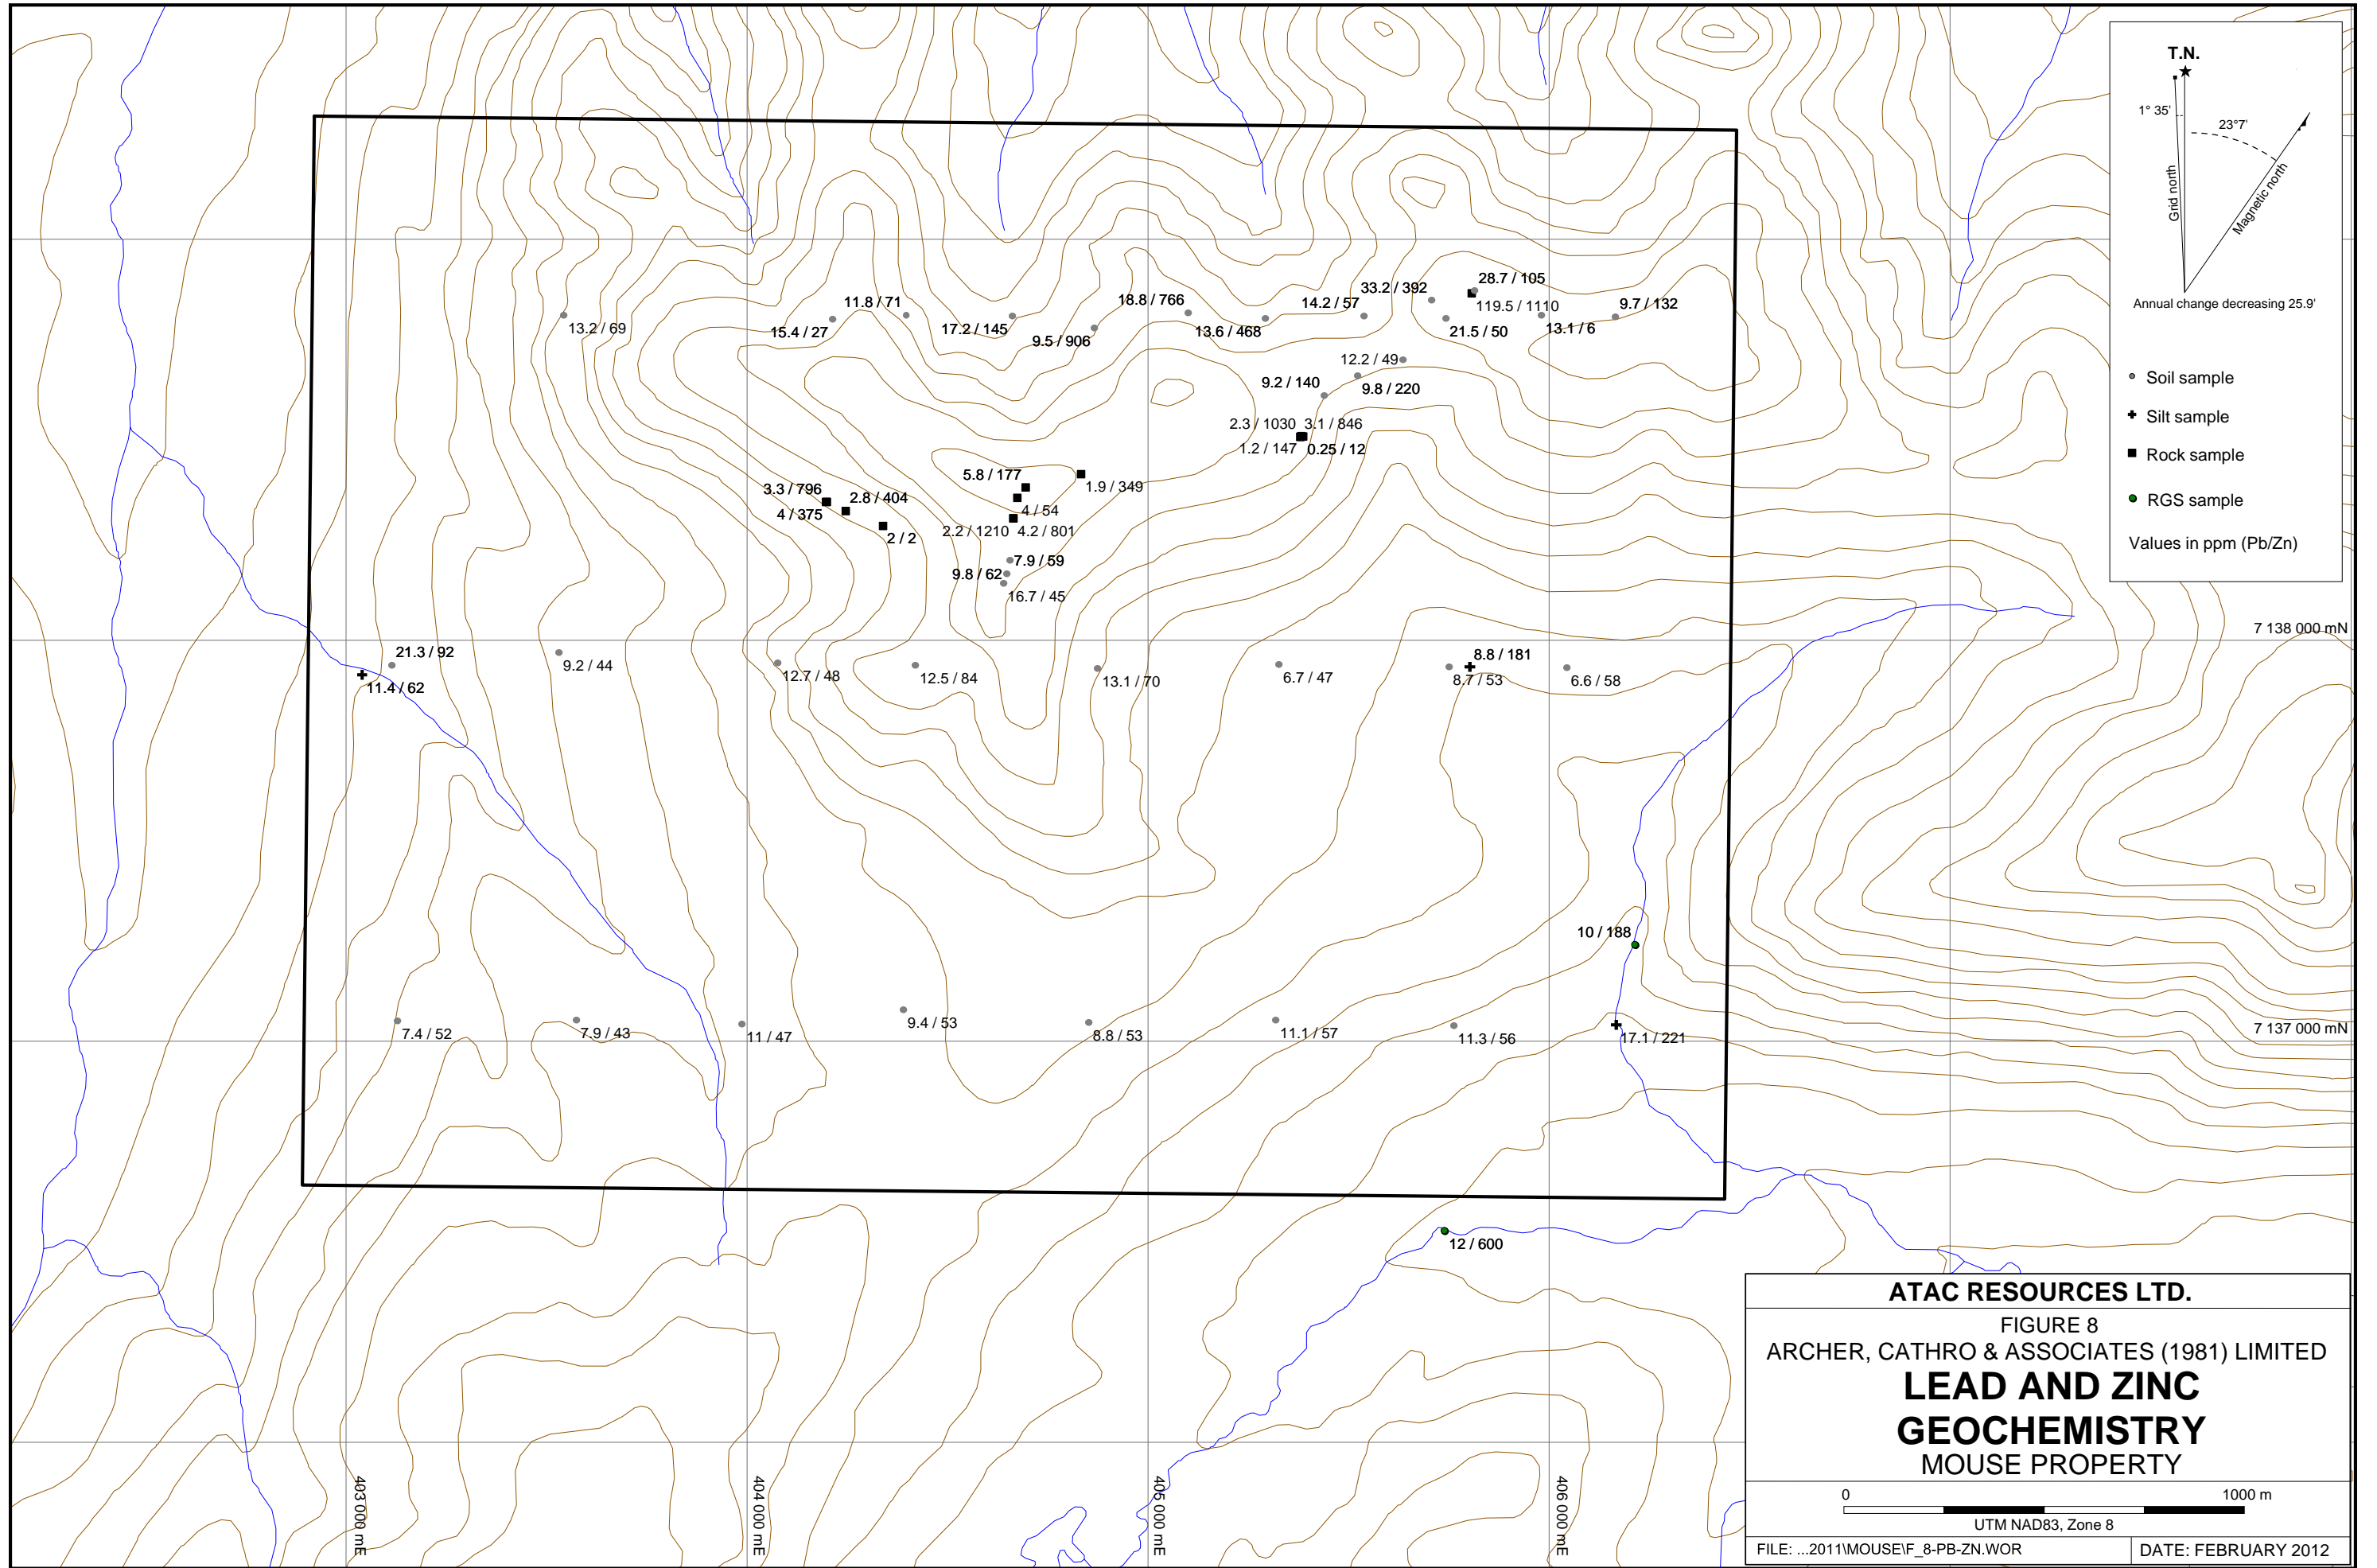 T.N.
1° 35'
23°7'
Grid north
Magnetic north
Annual change decreasing 25.9'
Soil sample
Silt sample
Rock sample
RGS sample
Values in ppm (Pb/Zn)
28.7 / 105
33.2 / 392
119.5 / 1110
9.7 / 132
18.8 / 766
14.2 / 57
11.8 / 71
13.2 / 69
15.4 / 27
17.2 / 145
9.5 / 906
13.6 / 468
21.5 / 50
13.1 / 6
12.2 / 49
9.2 / 140
9.8 / 220
2.3 / 1030
3.1 / 846
1.2 / 147
0.25 / 12
5.8 / 177
1.9 / 349
3.3 / 796
2.8 / 404
4 / 375
4 / 54
2 / 2
2.2 / 1210
4.2 / 801
7.9 / 59
9.8 / 62
16.7 / 45
7 138 000 mN
21.3 / 92
11.4 / 62
9.2 / 44
12.7 / 48
12.5 / 84
13.1 / 70
6.7 / 47
8.8 / 181
8.7 / 53
6.6 / 58
10 / 188
7 137 000 mN
7.4 / 52
7.9 / 43
11 / 47
9.4 / 53
8.8 / 53
11.1 / 57
11.3 / 56
17.1 / 221
12 / 600
403 000 mE
404 000 mE
405 000 mE
406 000 mE
ATAC RESOURCES LTD.
FIGURE 8
ARCHER, CATHRO & ASSOCIATES (1981) LIMITED
LEAD AND ZINC
GEOCHEMISTRY
MOUSE PROPERTY
0 1000 m
UTM NAD83, Zone 8
FILE: ...2011\MOUSE\F_8-PB-ZN.WOR
DATE: FEBRUARY 2012